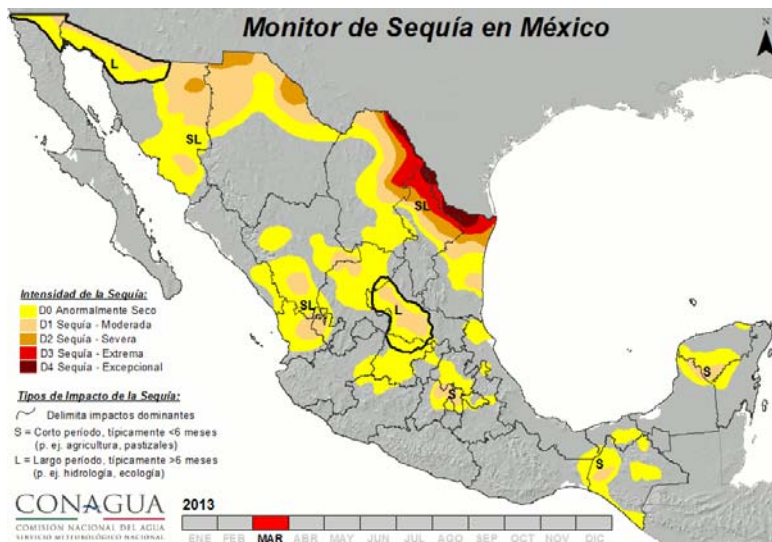 Monitor de Sequía en México
N
L
SL
SL
SL
L
S
S
S
Intensidad de la Sequía:
D0 Anormalmente Seco
D1 Sequía - Moderada
D2 Sequía - Severa
D3 Sequía - Extrema
D4 Sequía - Excepcional
Tipos de Impacto de la Sequía:
Delimita impactos dominantes
S = Corto período, típicamente <6 meses
(p. ej. agricultura, pastizales)
L = Largo período, típicamente >6 meses
(p. ej. hidrología, ecología)
CONAGUA
COMISIÓN NACIONAL DEL AGUA
SERVICIO METEOROLÓGICO NACIONAL
2013
ENE FEB MAR ABR MAY JUN JUL AGO SEP OCT NOV DIC